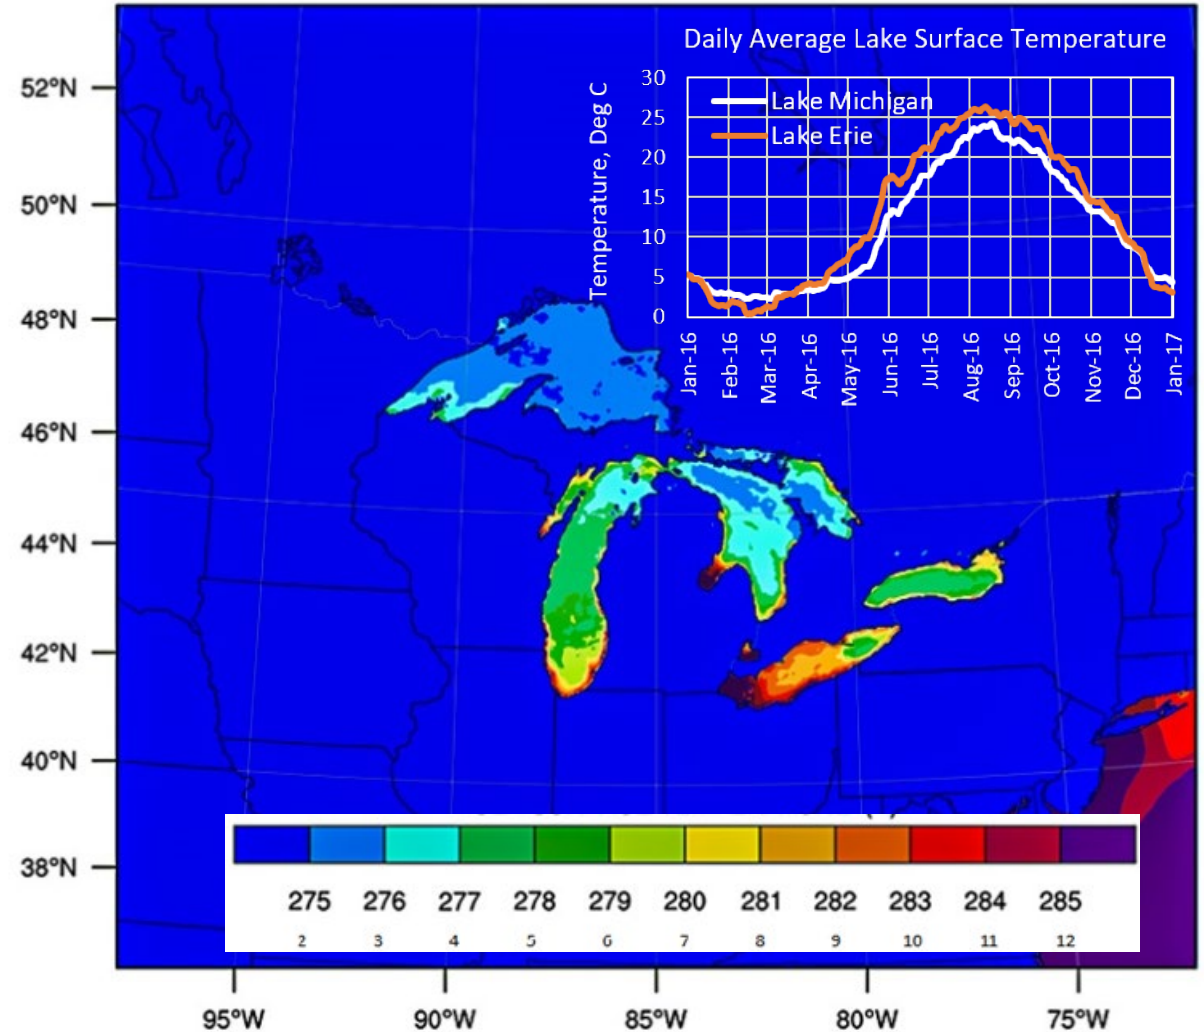 Daily Average Lake Surface Temperature
Temperature, Deg C
30
25
20
15
10
5
0
Lake Michigan
Lake Erie
Jan-16 Feb-16 Mar-16 Apr-16 May-16 Jun-16 Jul-16 Aug-16 Sep-16 Oct-16 Nov-16 Dec-16 Jan-17
52°N
50°N
48°N
46°N
44°N
42°N
40°N
38°N
275 276 277 278 279 280 281 282 283 284 285
2 3 4 5 6 7 8 9 10 11 12
95°W 90°W 85°W 80°W 75°W